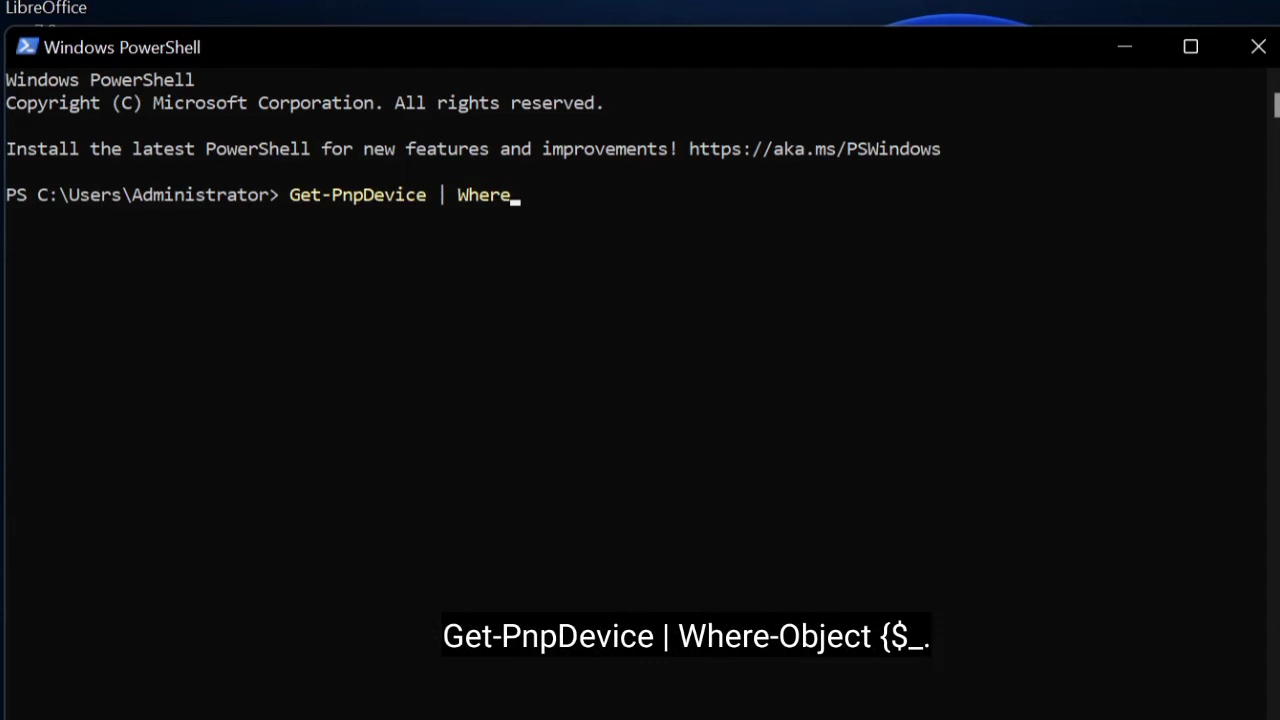 LibreOffice
Windows PowerShell
Windows PowerShell
Copyright (C) Microsoft Corporation. All rights reserved.
Install the latest PowerShell for new features and improvements! https://aka.ms/PSWindows
PS C:\Users\Administrator> Get-PnpDevice | Where
Get-PnpDevice | Where-Object {$_.